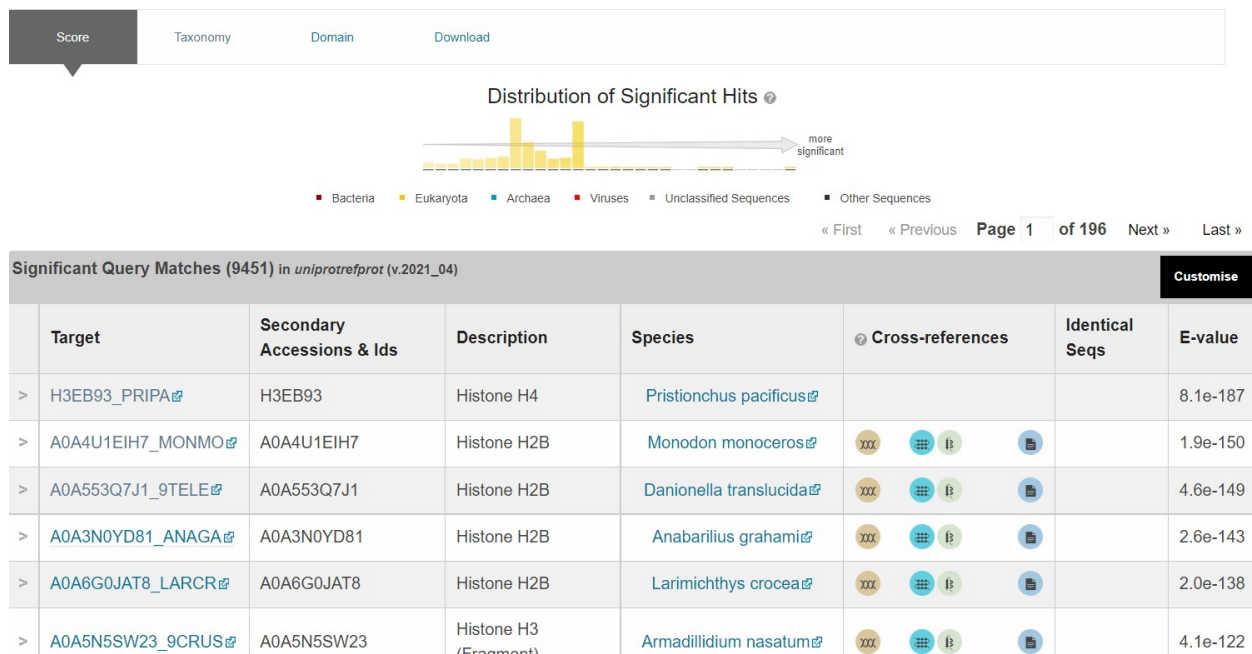 Score Taxonomy Domain Download
Distribution of Significant Hits ?
more
significant
Bacteria Eukaryota Archaea Viruses Unclassified Sequences Other Sequences
« First « Previous Page 1 of 196 Next » Last »
Significant Query Matches (9451) in uniprotrefprot (v.2021_04)
Customise
Target Secondary Accessions & Ids Description Species ? Cross-references Identical Seqs E-value
> H3EB93_PRIPA H3EB93 Histone H4 Pristionchus pacificus 8.1e-187
> A0A4U1EIH7_MONMO A0A4U1EIH7 Histone H2B Monodon monoceros 1.9e-150
> A0A553Q7J1_9TELE A0A553Q7J1 Histone H2B Danionella translucida 4.6e-149
> A0A3N0YD81_ANAGA A0A3N0YD81 Histone H2B Anabarilius grahami 2.6e-143
> A0A6G0JAT8_LARCR A0A6G0JAT8 Histone H2B Larimichthys crocea 2.0e-138
> A0A5N5SW23_9CRUS A0A5N5SW23 Histone H3 (Fragment) Armadillidium nasatum 4.1e-122